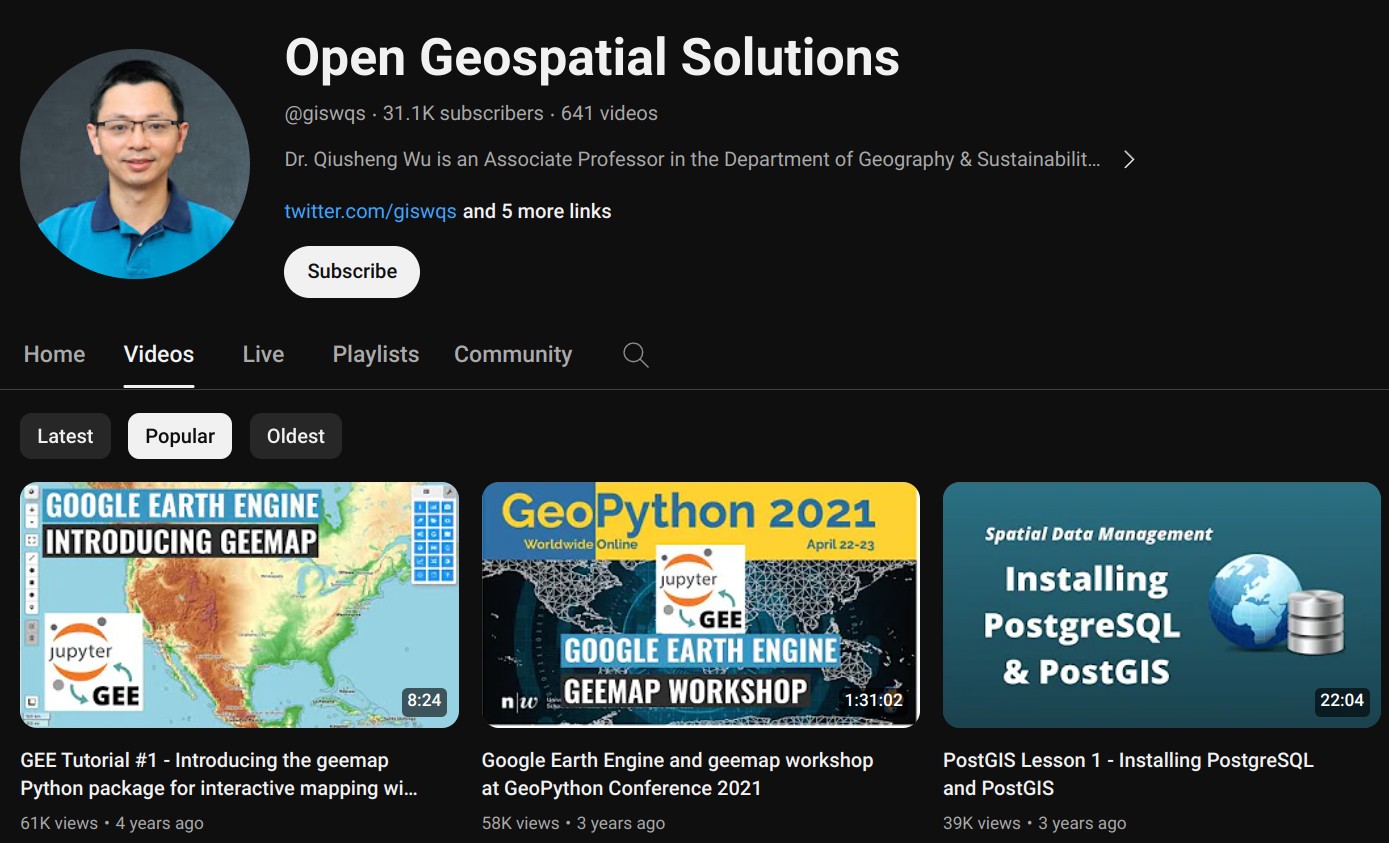 Open Geospatial Solutions
@giswqs · 31.1K subscribers · 641 videos
Dr. Qiusheng Wu is an Associate Professor in the Department of Geography & Sustainabilit...
twitter.com/giswqs and 5 more links
Subscribe
Home Videos Live Playlists Community
Latest Popular Oldest
GOOGLE EARTH ENGINE
INTRODUCING GEEMAP
jupyter
GEE
8:24
GeoPython 2021
Worldwide Online April 22-23
jupyter
GEE
GOOGLE EARTH ENGINE
GEEMAP WORKSHOP
n|w
1:31:02
Spatial Data Management
Installing
PostgreSQL
& PostGIS
22:04
GEE Tutorial #1 - Introducing the geemap
Python package for interactive mapping wi...
61K views • 4 years ago
Google Earth Engine and geemap workshop
at GeoPython Conference 2021
58K views • 3 years ago
PostGIS Lesson 1 - Installing PostgreSQL
and PostGIS
39K views • 3 years ago